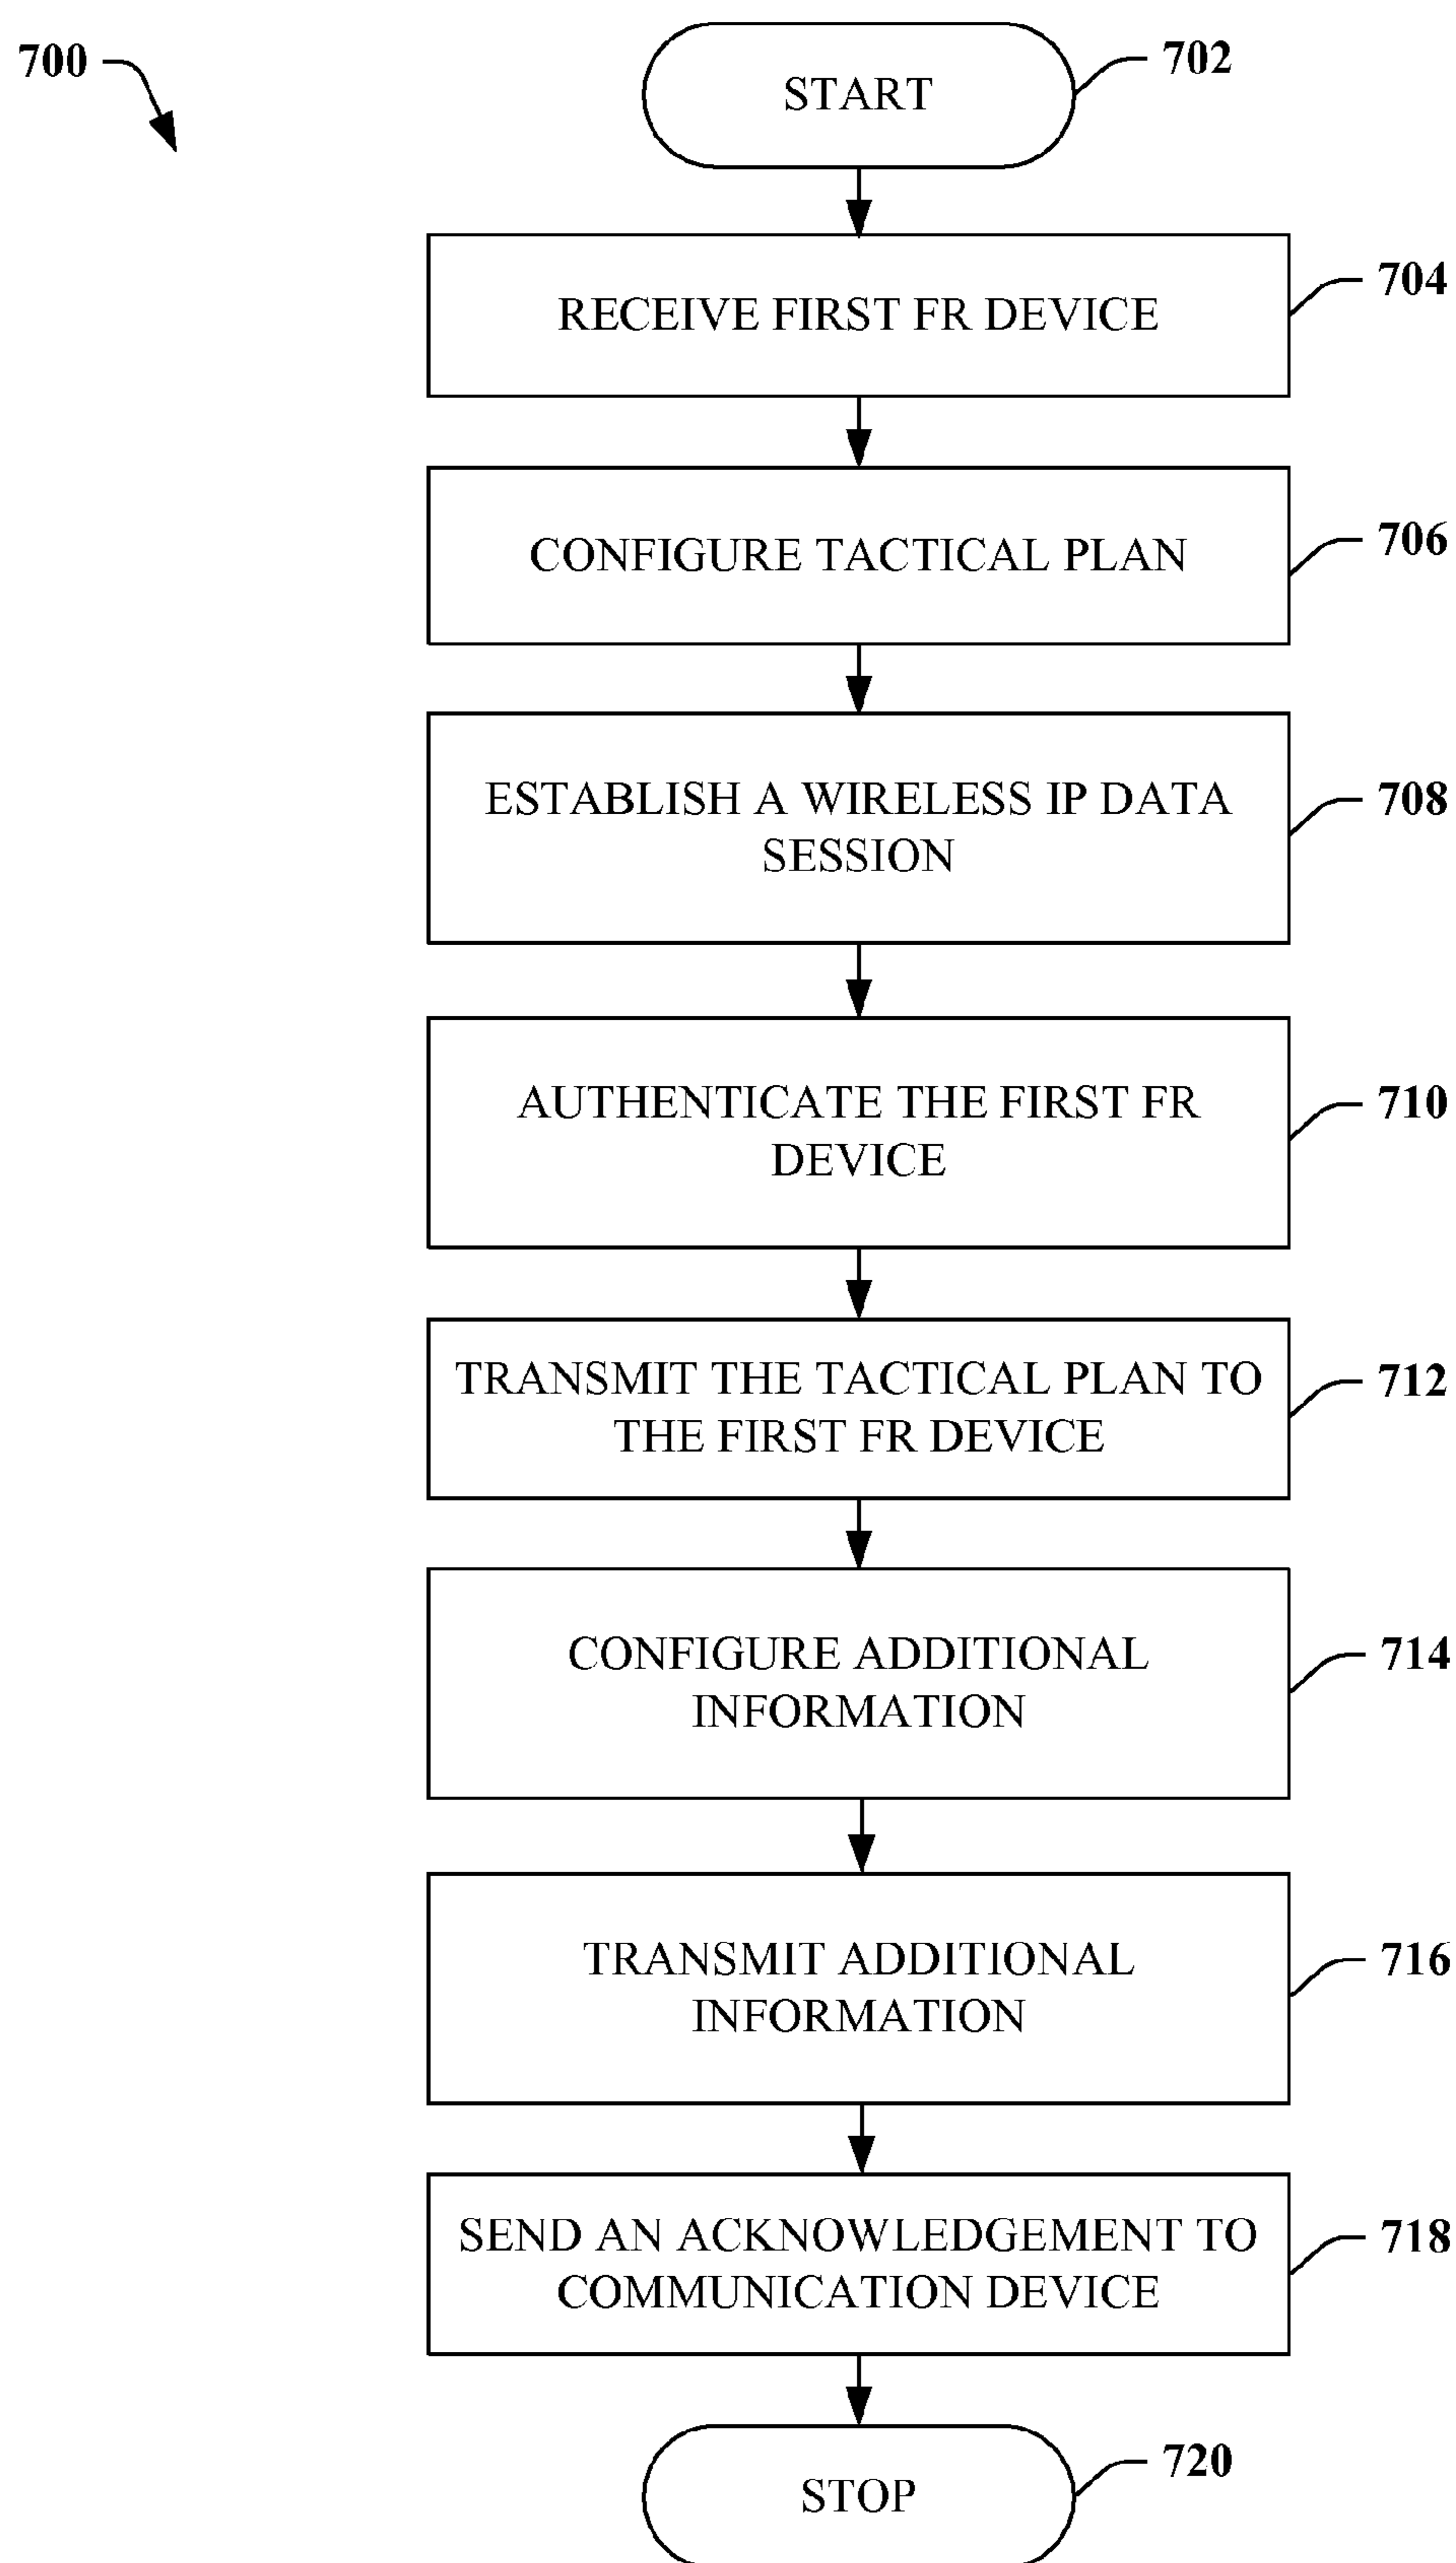 700
START
702
RECEIVE FIRST FR DEVICE
704
CONFIGURE TACTICAL PLAN
706
ESTABLISH A WIRELESS IP DATA
SESSION
708
AUTHENTICATE THE FIRST FR
DEVICE
710
TRANSMIT THE TACTICAL PLAN TO
THE FIRST FR DEVICE
712
CONFIGURE ADDITIONAL
INFORMATION
714
TRANSMIT ADDITIONAL
INFORMATION
716
SEND AN ACKNOWLEDGEMENT TO
COMMUNICATION DEVICE
718
STOP
720